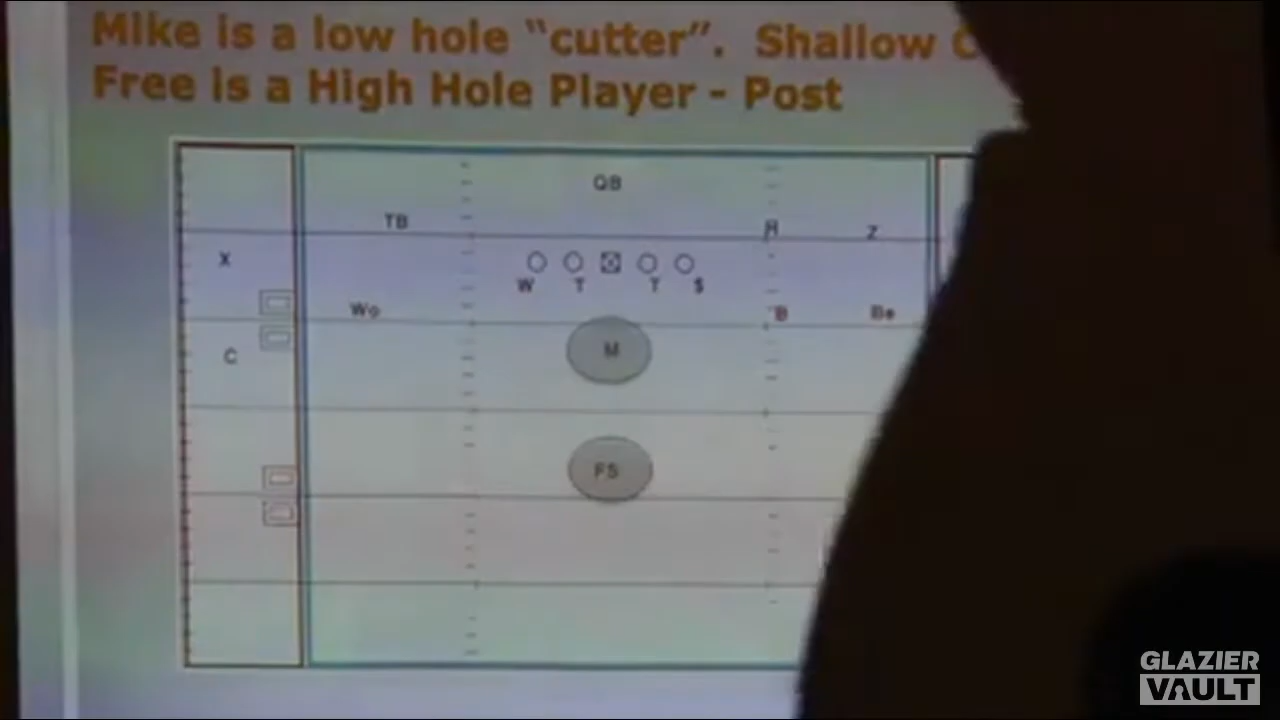 Mike is a low hole “cutter”. Shallow C
Free is a High Hole Player - Post
QB
TB H Z
X
W T T $
Wo B Be
M
C
FS
GLAZIER
VAULT